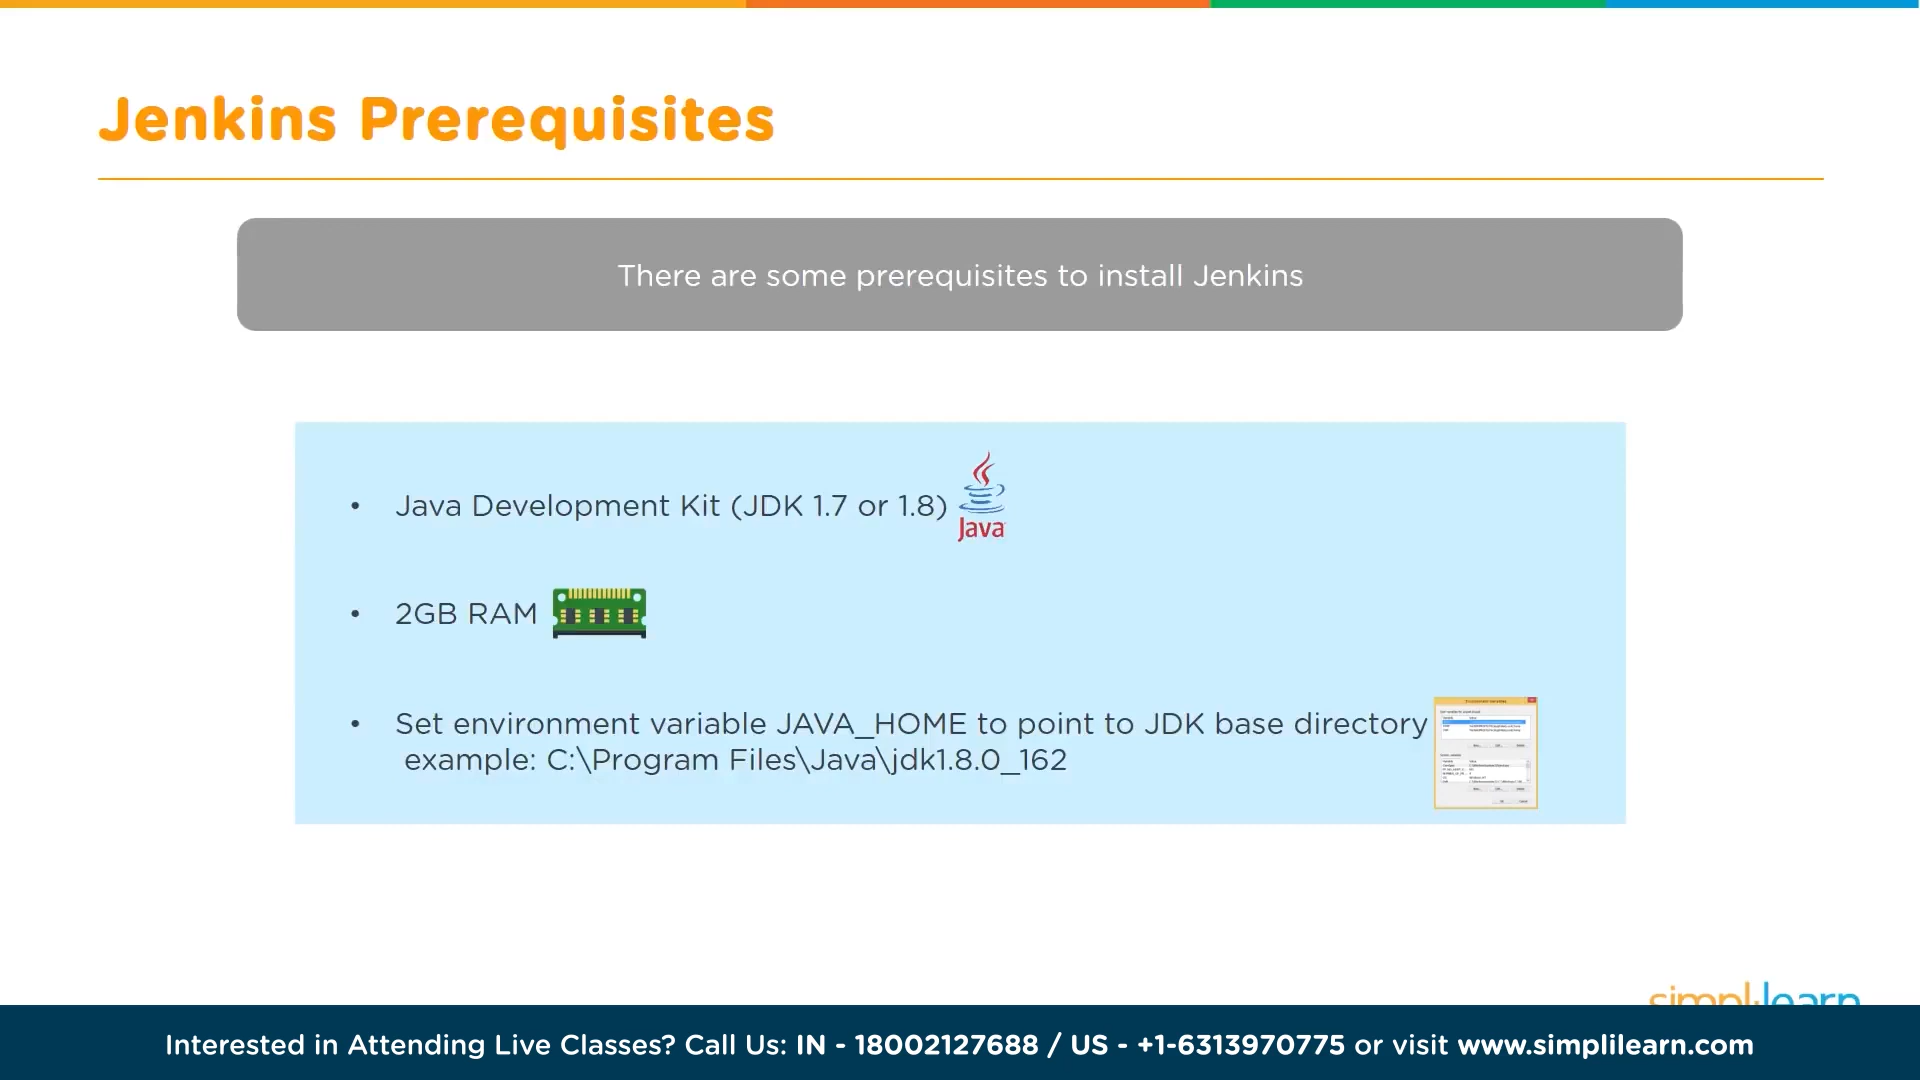 Jenkins Prerequisites
There are some prerequisites to install Jenkins
• Java Development Kit (JDK 1.7 or 1.8)
Java
• 2GB RAM
• Set environment variable JAVA_HOME to point to JDK base directory
example: C:\Program Files\Java\jdk1.8.0_162
simplilearn
Interested in Attending Live Classes? Call Us: IN - 18002127688 / US - +1-6313970775 or visit www.simplilearn.com